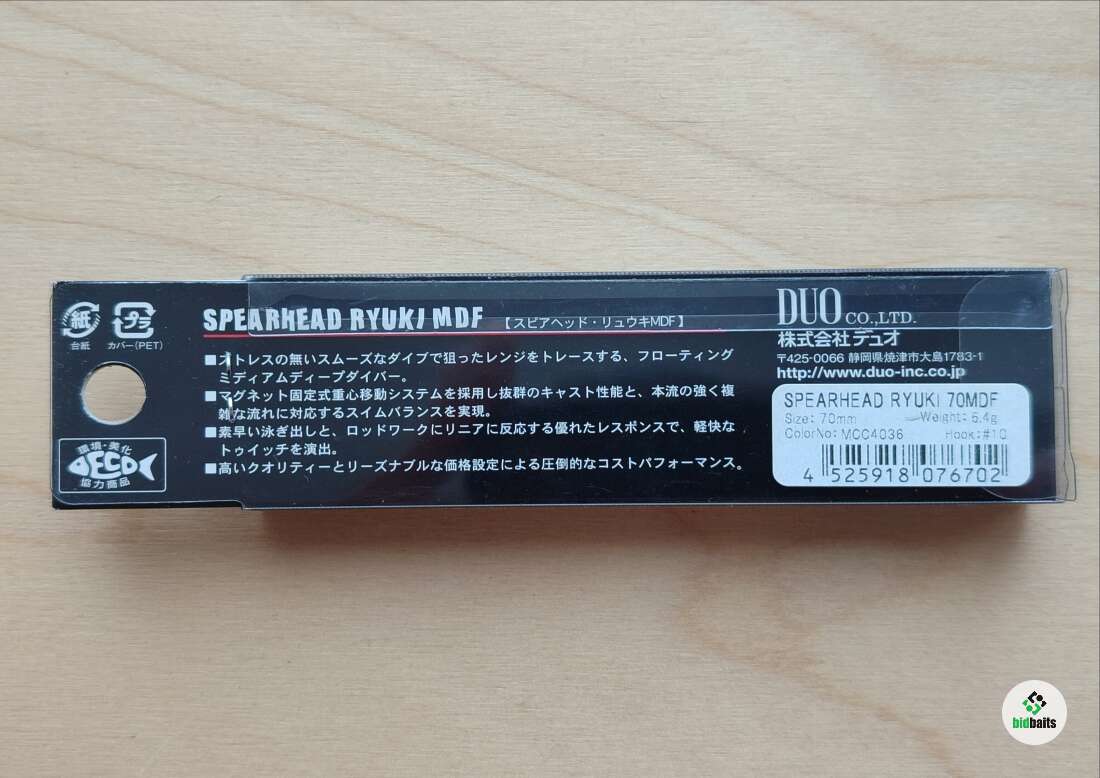 紙
プラ
台紙
カバー(PET)
環境・美化
FCD
協力商品
SPEARHEAD RYUKI MDF 【スピアヘッド・リュウキMDF】
■ストレスの無いスムーズなダイブで狙ったレンジをトレースする、フローティング
ミディアムディープダイバー。
■マグネット固定式重心移動システムを採用し抜群のキャスト性能と、本流の強く複
雑な流れに対応するスイムバランスを実現。
■素早い泳ぎ出しと、ロッドワークにリニアに反応する優れたレスポンスで、軽快な
トゥイッチを演出。
■高いクオリティーとリーズナブルな価格設定による圧倒的なコストパフォーマンス。
DUO CO.,LTD.
株式会社デュオ
〒425-0066 静岡県焼津市大島1783-1
http://www.duo-inc.co.jp
SPEARHEAD RYUKI 70MDF
Size: 70mm Weight: 6.4g
ColorNo: MCC4036 Hook:#10
4 525918 076702
bidbaits